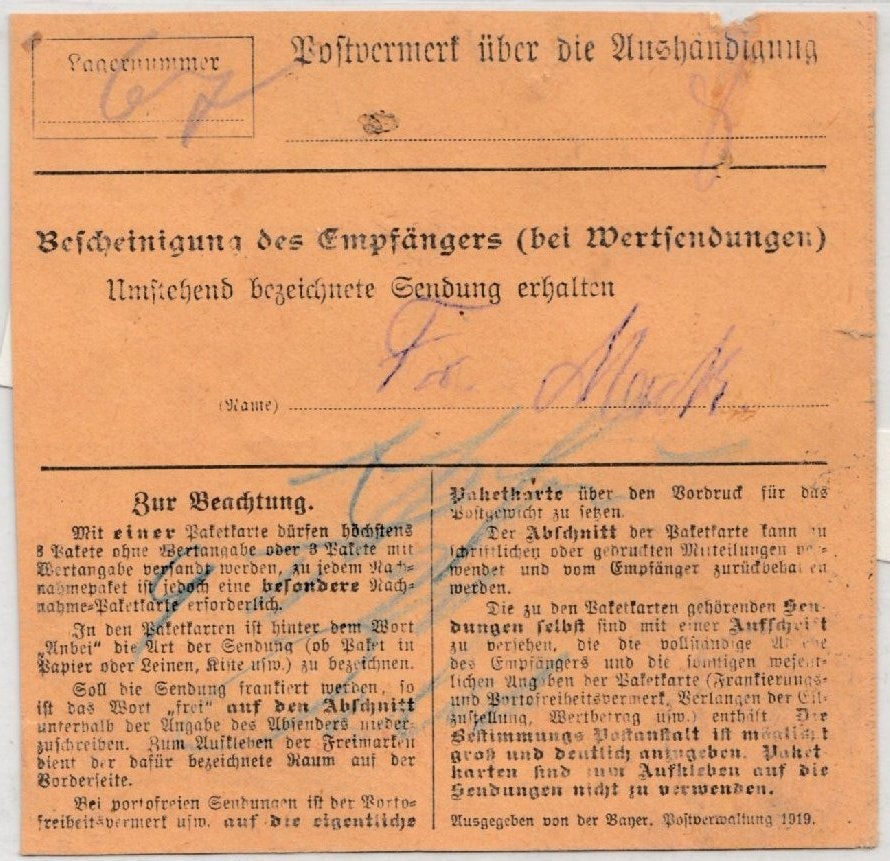 Lagernummer
67
Postvermerk über die Aushändigung
Bescheinigung des Empfängers (bei Wertsendungen)
Umstehend bezeichnete Sendung erhalten
(Name)
Zur Beachtung.
Mit einer Paketkarte dürfen höchstens
3 Pakete ohne Wertangabe oder 3 Pakete mit
Wertangabe versandt werden, zu jedem Nach-
nahmepaket ist jedoch eine besondere Nach-
nahme-Paketkarte erforderlich.
In den Paketkarten ist hinter dem Wort
„Anbei“ die Art der Sendung (ob Paket in
Papier oder Leinen, Kiste usw.) zu bezeichnen.
Soll die Sendung frankiert werden, so
ist das Wort „frei“ auf den Abschnitt
unterhalb der Angabe des Absenders nieder-
zuschreiben. Zum Aufkleben der Freimarken
dient der dafür bezeichnete Raum auf der
Vorderseite.
Bei portofreien Sendungen ist der Porto-
freiheitsvermerk usw. auf die eigentliche
Paketkarte über den Vordruck für das
Postgewicht zu setzen.
Der Abschnitt der Paketkarte kann zu
schriftlichen oder gedruckten Mitteilungen ver-
wendet und vom Empfänger zurückbehalten
werden.
Die zu den Paketkarten gehörenden Sen-
dungen selbst sind mit einer Aufschrift
zu versehen, die die vollständige
des Empfängers und die sonstigen wesent-
lichen Angaben der Paketkarte (Frankierungs-
und Portofreiheitsvermerk, Verlangen der Eil-
zustellung, Wertbetrag usw.) enthält. Die
Bestimmungs Postanstalt ist möglichst
groß und deutlich anzugeben. Paket-
karten sind zum Aufkleben auf die
Sendungen nicht zu verwenden.
Ausgegeben von der Bayer. Postverwaltung 1919.